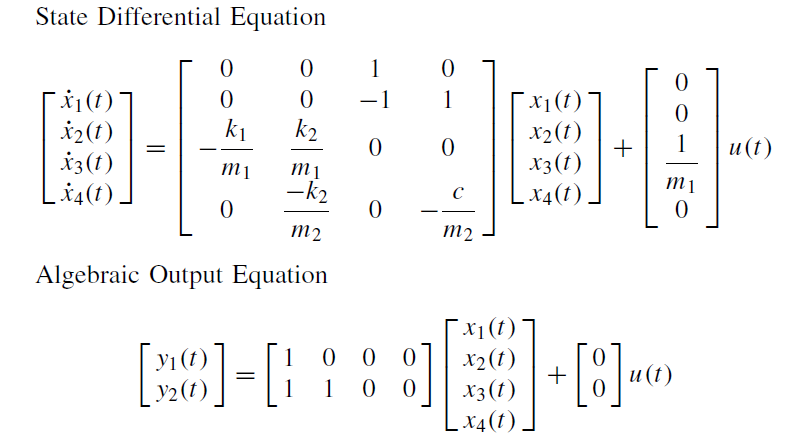 State Differential Equation
[ẋ1(t) ẋ2(t) ẋ3(t) ẋ4(t)] = [0 0 1 0; 0 0 −1 1; −k1/m1 k2/m1 0 0; 0 −k2/m2 0 −c/m2] [x1(t) x2(t) x3(t) x4(t)] + [0 0 1/m1 0] u(t)
Algebraic Output Equation
[y1(t) y2(t)] = [1 0 0 0; 1 1 0 0] [x1(t) x2(t) x3(t) x4(t)] + [0 0] u(t)